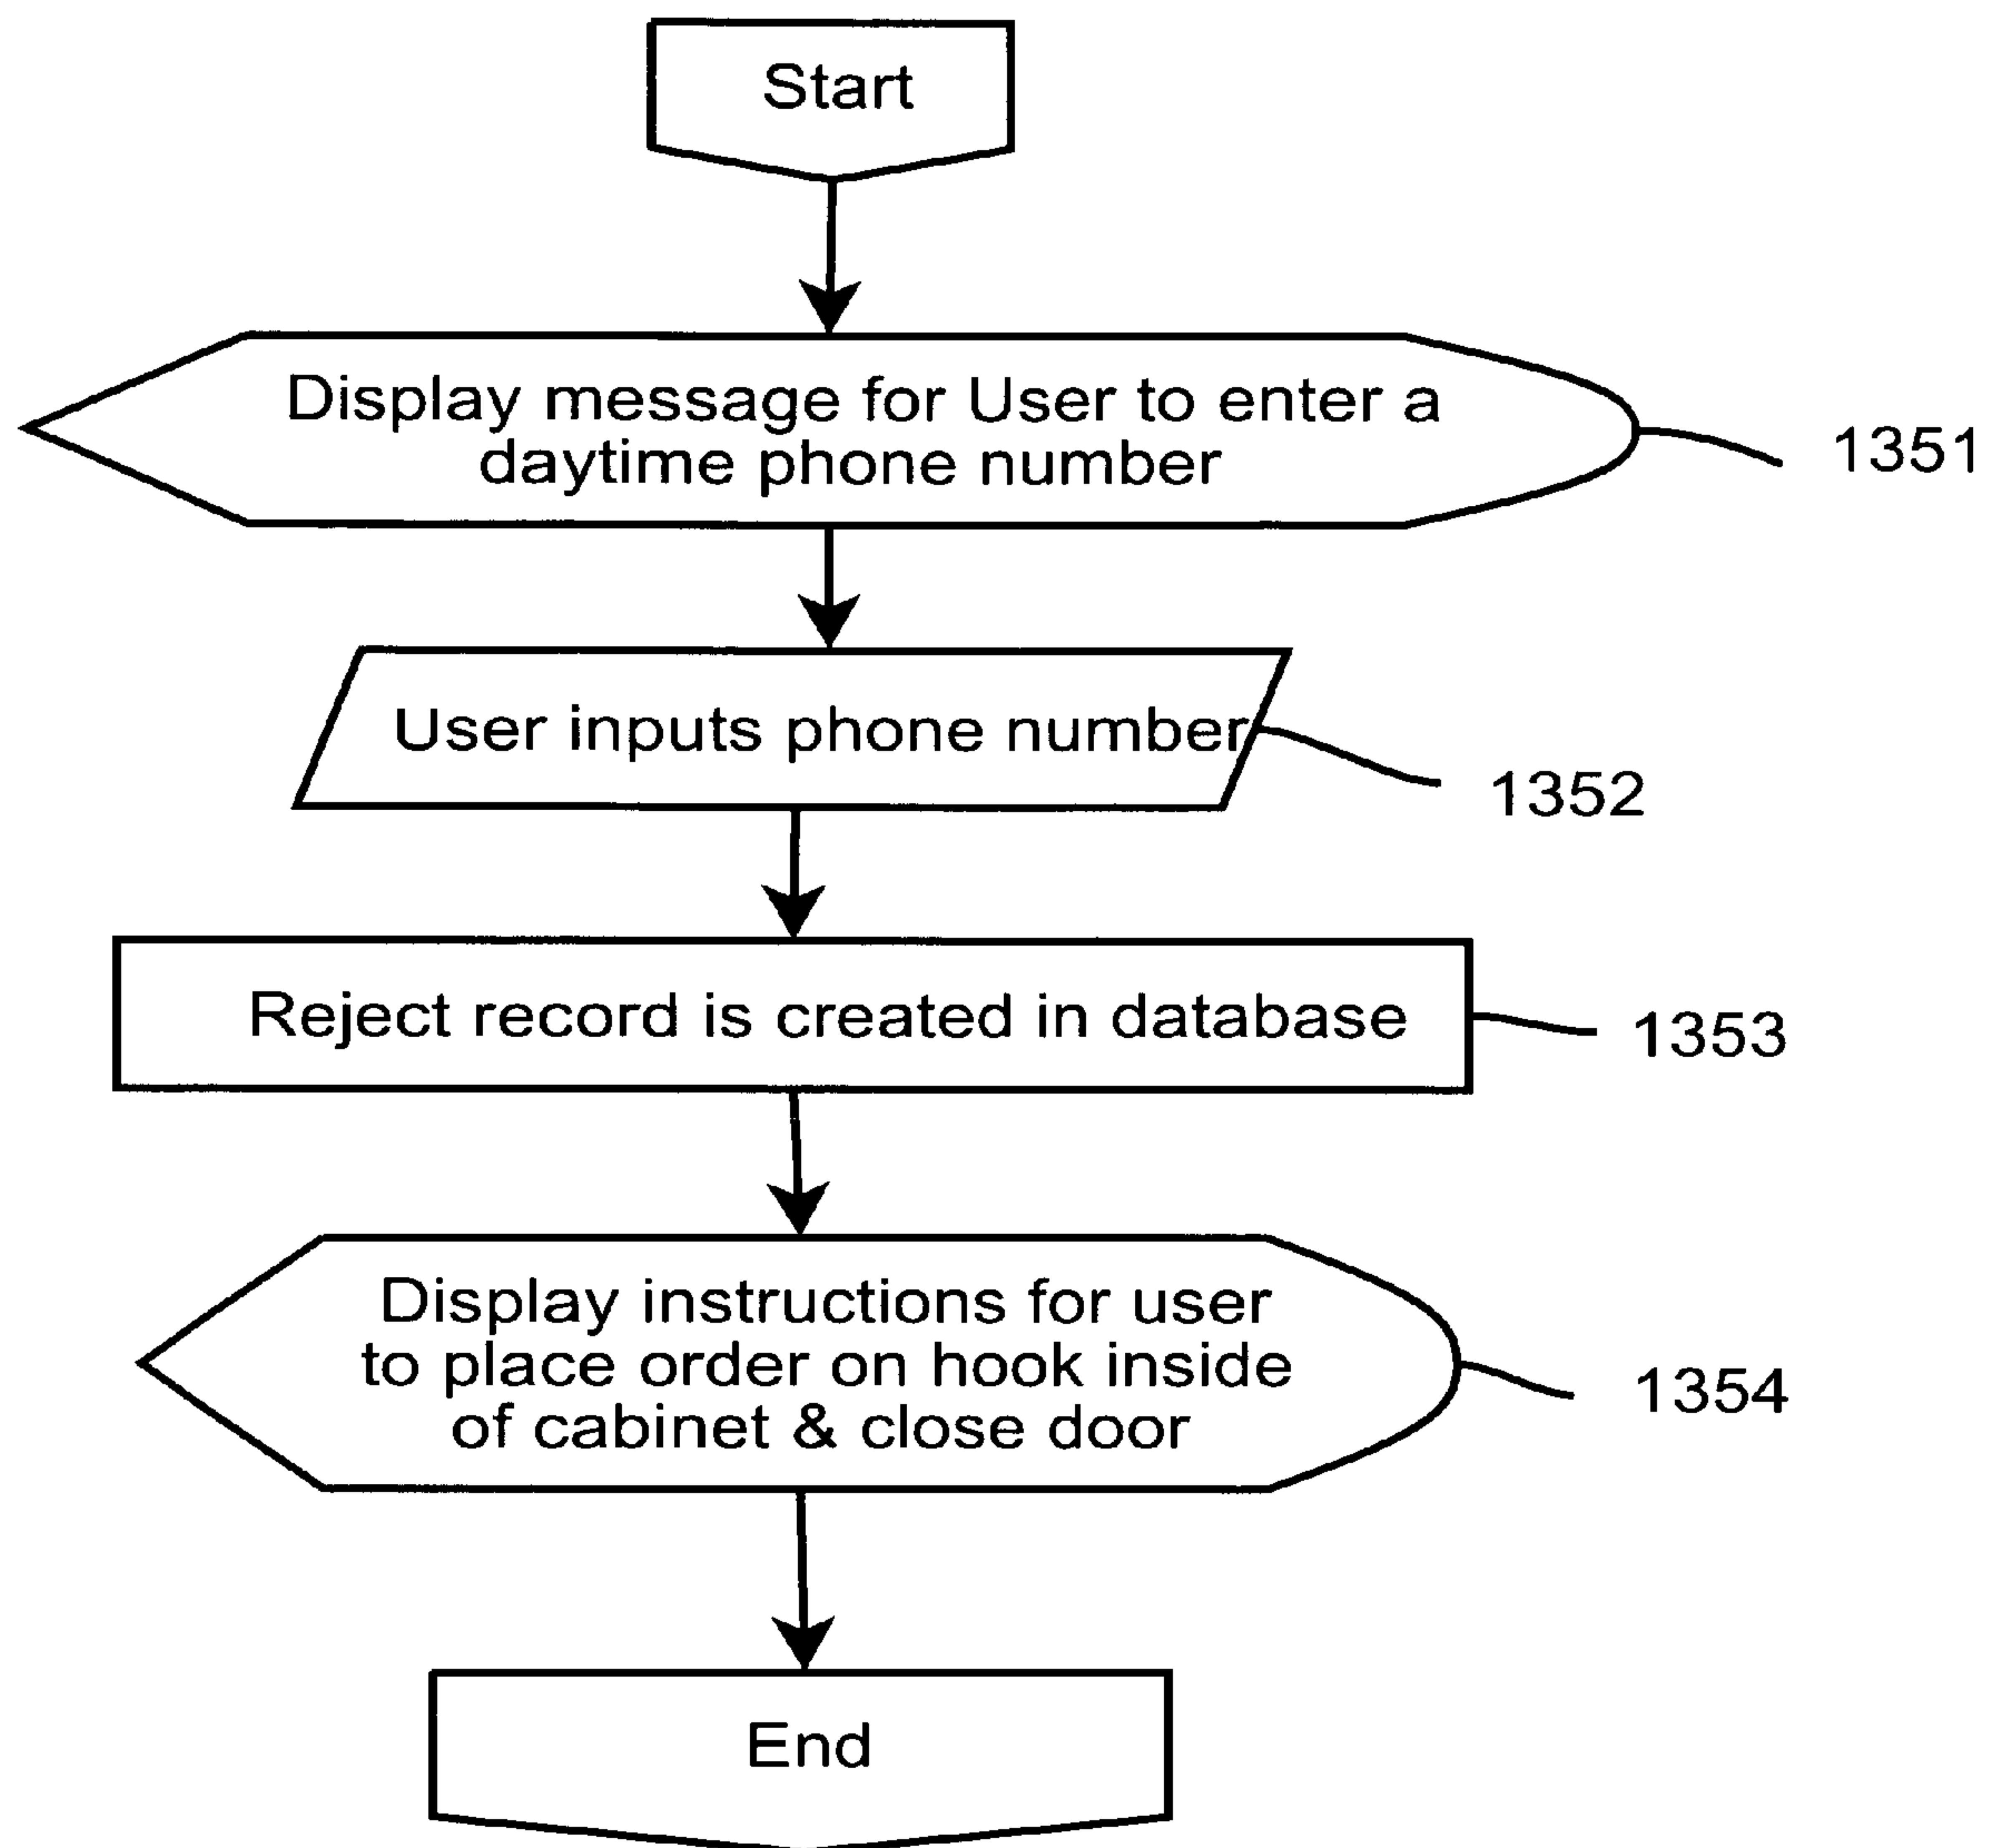 Start
Display message for User to enter a
daytime phone number
1351
User inputs phone number
1352
Reject record is created in database
1353
Display instructions for user
to place order on hook inside
of cabinet & close door
1354
End